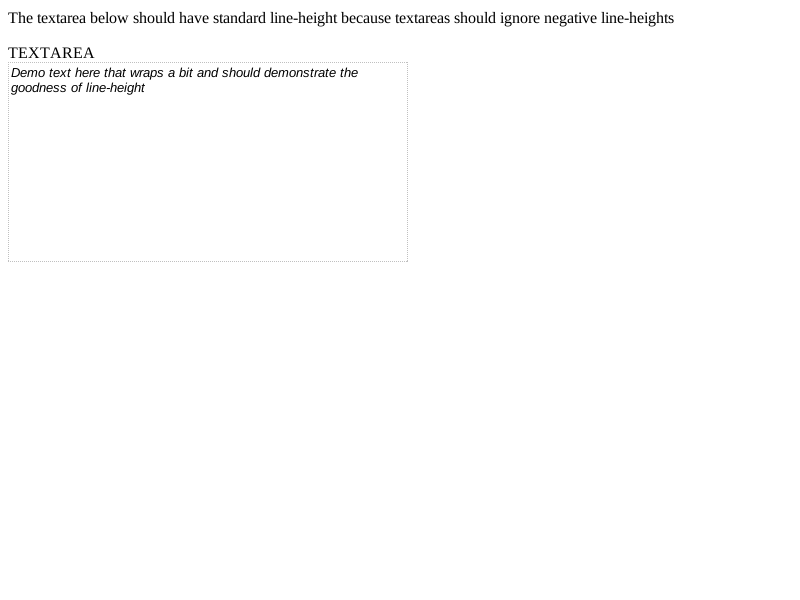 The textarea below should have standard line-height because textareas should ignore negative line-heights
TEXTAREA
Demo text here that wraps a bit and should demonstrate the
goodness of line-height